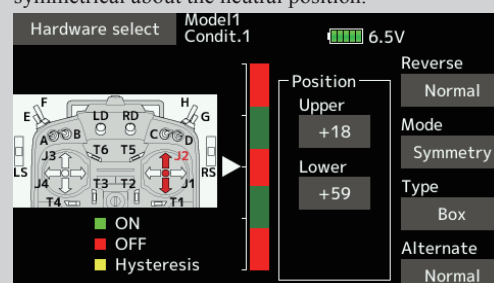 symmetrical about the neutral position.
Hardware select
Model1
Condit.1
6.5V
Reverse
Normal
Mode
Symmetry
Type
Box
Alternate
Normal
Position
Upper
+18
Lower
+59
F
H
E
G
LD
RD
A
B
C
D
T6
T5
J3
J2
LS
RS
J4
T3
T2
J1
T4
T1
ON
OFF
Hysteresis